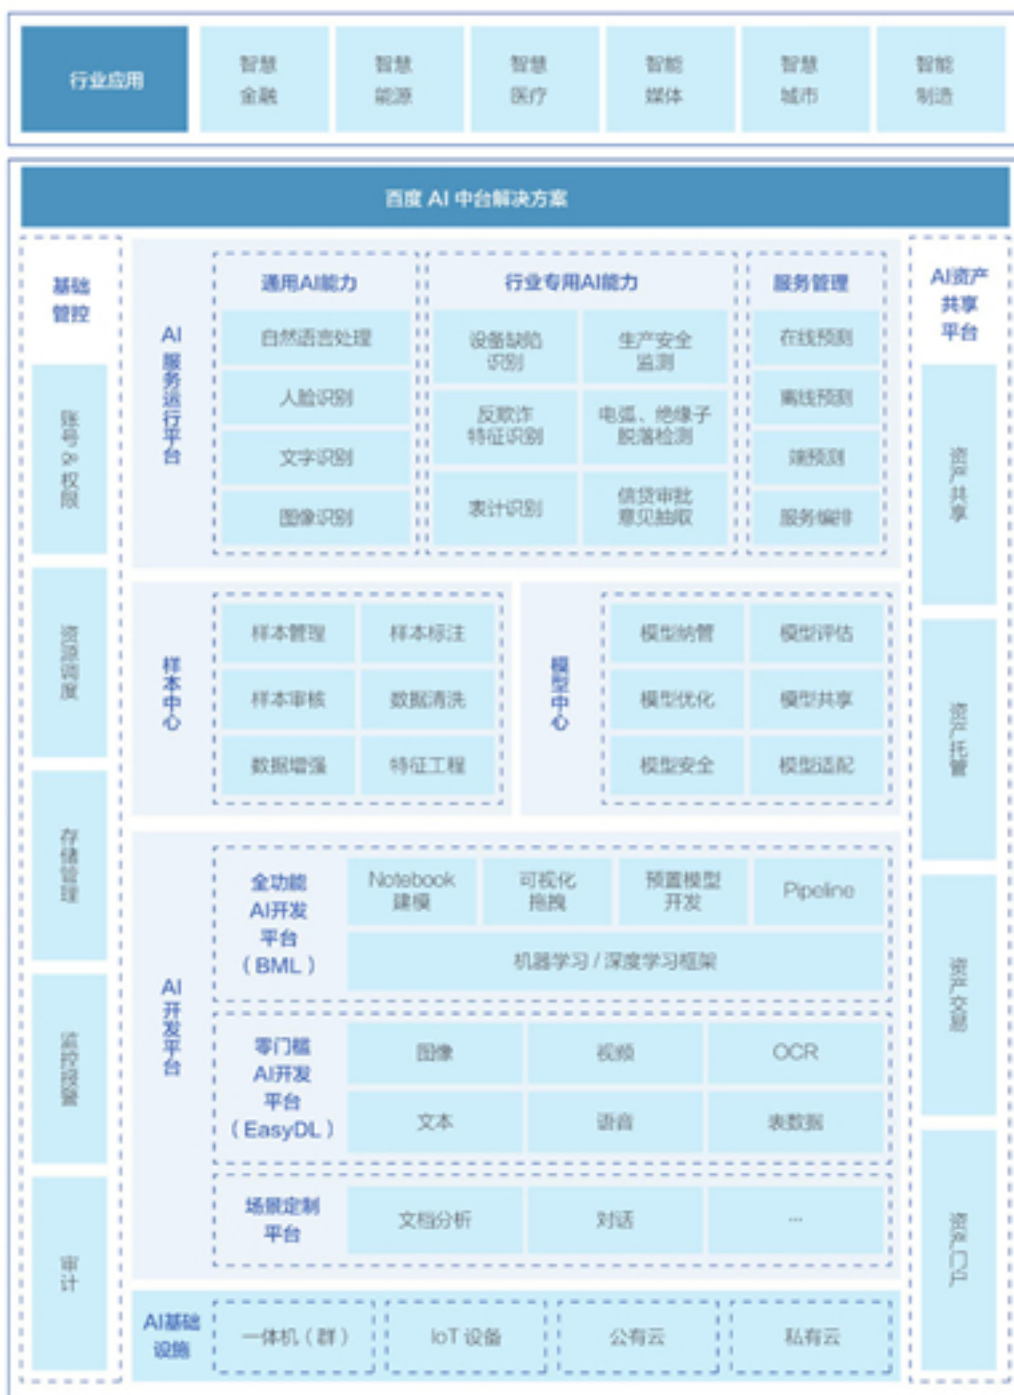 行业应用
智慧
金融
智慧
能源
智慧
医疗
智能
媒体
智慧
城市
智能
制造
百度 AI 中台解决方案
基础
管控
账号&权限
资源调度
存储管理
监控报警
审计
AI服务运行平台
通用AI能力
自然语言处理
人脸识别
文字识别
图像识别
行业专用AI能力
设备缺陷
识别
生产安全
监测
反欺诈
特征识别
电弧、绝缘子
脱落检测
表计识别
信贷审批
意见抽取
服务管理
在线预测
离线预测
端预测
服务编排
样本中心
样本管理
样本标注
样本审核
数据清洗
数据增强
特征工程
模型中心
模型纳管
模型评估
模型优化
模型共享
模型安全
模型适配
AI开发平台
全功能
AI开发
平台
（BML）
Notebook
建模
可视化
拖拽
预置模型
开发
Pipeline
机器学习 / 深度学习框架
零门槛
AI开发
平台
（EasyDL）
图像
视频
OCR
文本
语音
表数据
场景定制
平台
文档分析
对话
...
AI基础
设施
一体机（群）
IoT 设备
公有云
私有云
AI资产
共享
平台
资产共享
资产托管
资产交易
资产门户